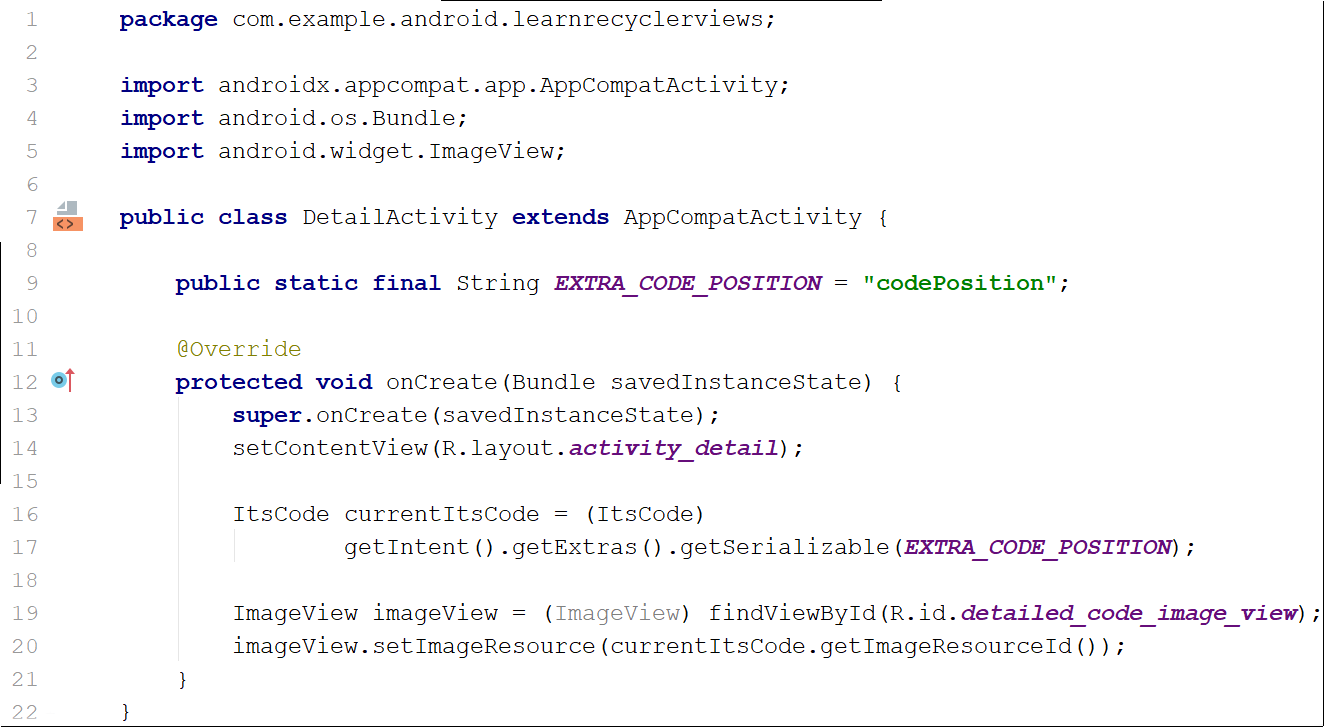 1 package com.example.android.learnrecyclerviews;
2
3 import androidx.appcompat.app.AppCompatActivity;
4 import android.os.Bundle;
5 import android.widget.ImageView;
6
7 <> public class DetailActivity extends AppCompatActivity {
8
9 public static final String EXTRA_CODE_POSITION = "codePosition";
10
11 @Override
12 protected void onCreate(Bundle savedInstanceState) {
13 super.onCreate(savedInstanceState);
14 setContentView(R.layout.activity_detail);
15
16 ItsCode currentItsCode = (ItsCode)
17 getIntent().getExtras().getSerializable(EXTRA_CODE_POSITION);
18
19 ImageView imageView = (ImageView) findViewById(R.id.detailed_code_image_view);
20 imageView.setImageResource(currentItsCode.getImageResourceId());
21 }
22 }